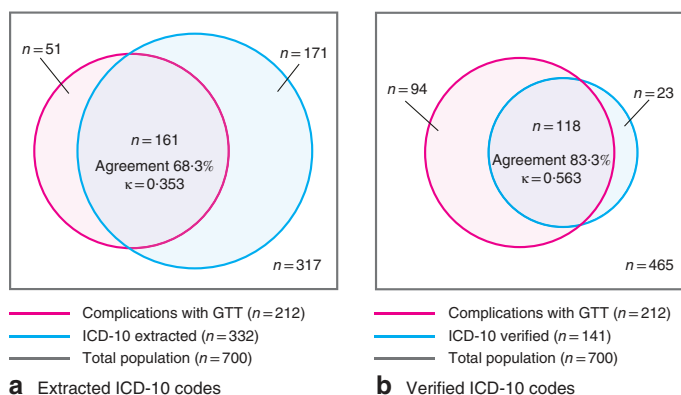 n=51
n=171
n=161
Agreement 68·3%
κ=0·353
n=317
Complications with GTT (n=212)
ICD-10 extracted (n=332)
Total population (n=700)
a Extracted ICD-10 codes
n=94
n=23
n=118
Agreement 83·3%
κ=0·563
n=465
Complications with GTT (n=212)
ICD-10 verified (n=141)
Total population (n=700)
b Verified ICD-10 codes